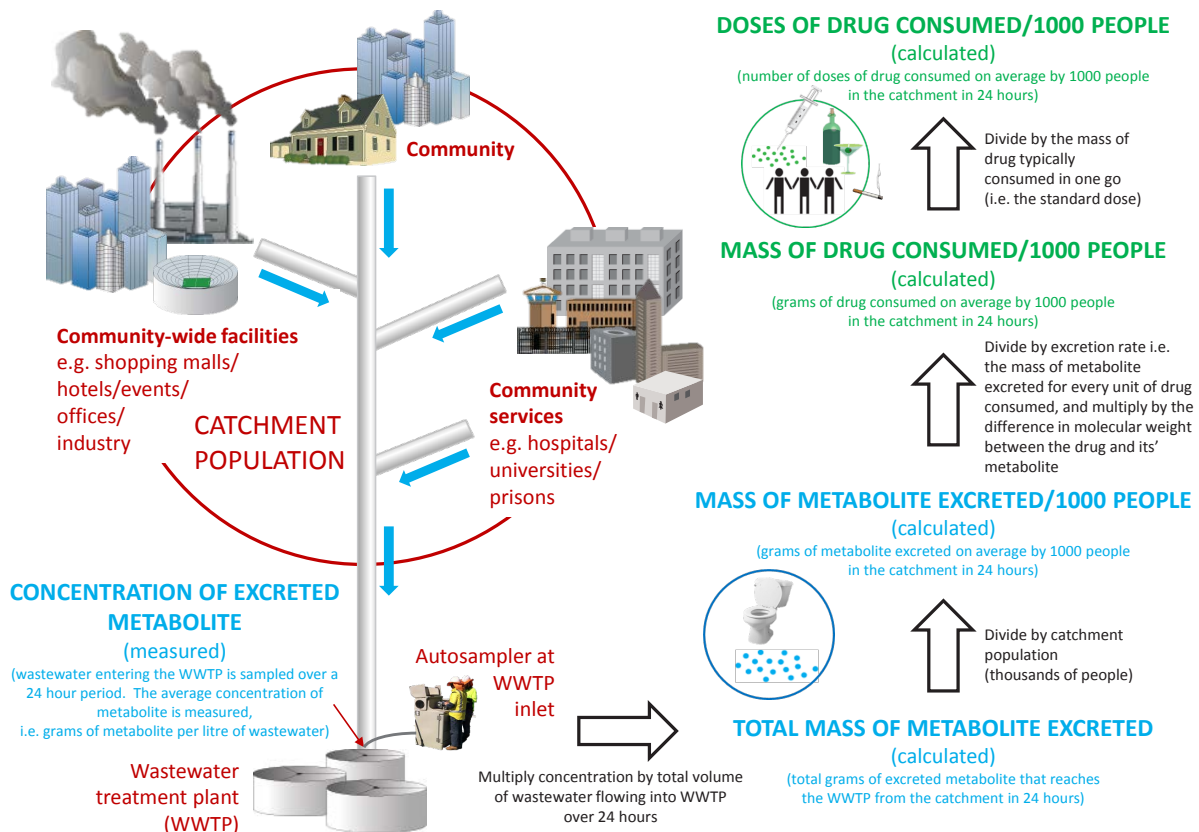 Community
Community-wide facilities
e.g. shopping malls/
hotels/events/
offices/
industry
CATCHMENT
POPULATION
Community
services
e.g. hospitals/
universities/
prisons
CONCENTRATION OF EXCRETED
METABOLITE
(measured)
(wastewater entering the WWTP is sampled over a
24 hour period.  The average concentration of
metabolite is measured,
i.e. grams of metabolite per litre of wastewater)
Autosampler at
WWTP
inlet
Wastewater
treatment plant
(WWTP)
Multiply concentration by total volume
of wastewater flowing into WWTP
over 24 hours
DOSES OF DRUG CONSUMED/1000 PEOPLE
(calculated)
(number of doses of drug consumed on average by 1000 people
in the catchment in 24 hours)
Divide by the mass of
drug typically
consumed in one go
(i.e. the standard dose)
MASS OF DRUG CONSUMED/1000 PEOPLE
(calculated)
(grams of drug consumed on average by 1000 people
in the catchment in 24 hours)
Divide by excretion rate i.e.
the mass of metabolite
excreted for every unit of drug
consumed, and multiply by the
difference in molecular weight
between the drug and its'
metabolite
MASS OF METABOLITE EXCRETED/1000 PEOPLE
(calculated)
(grams of metabolite excreted on average by 1000 people
in the catchment in 24 hours)
Divide by catchment
population
(thousands of people)
TOTAL MASS OF METABOLITE EXCRETED
(calculated)
(total grams of excreted metabolite that reaches
the WWTP from the catchment in 24 hours)